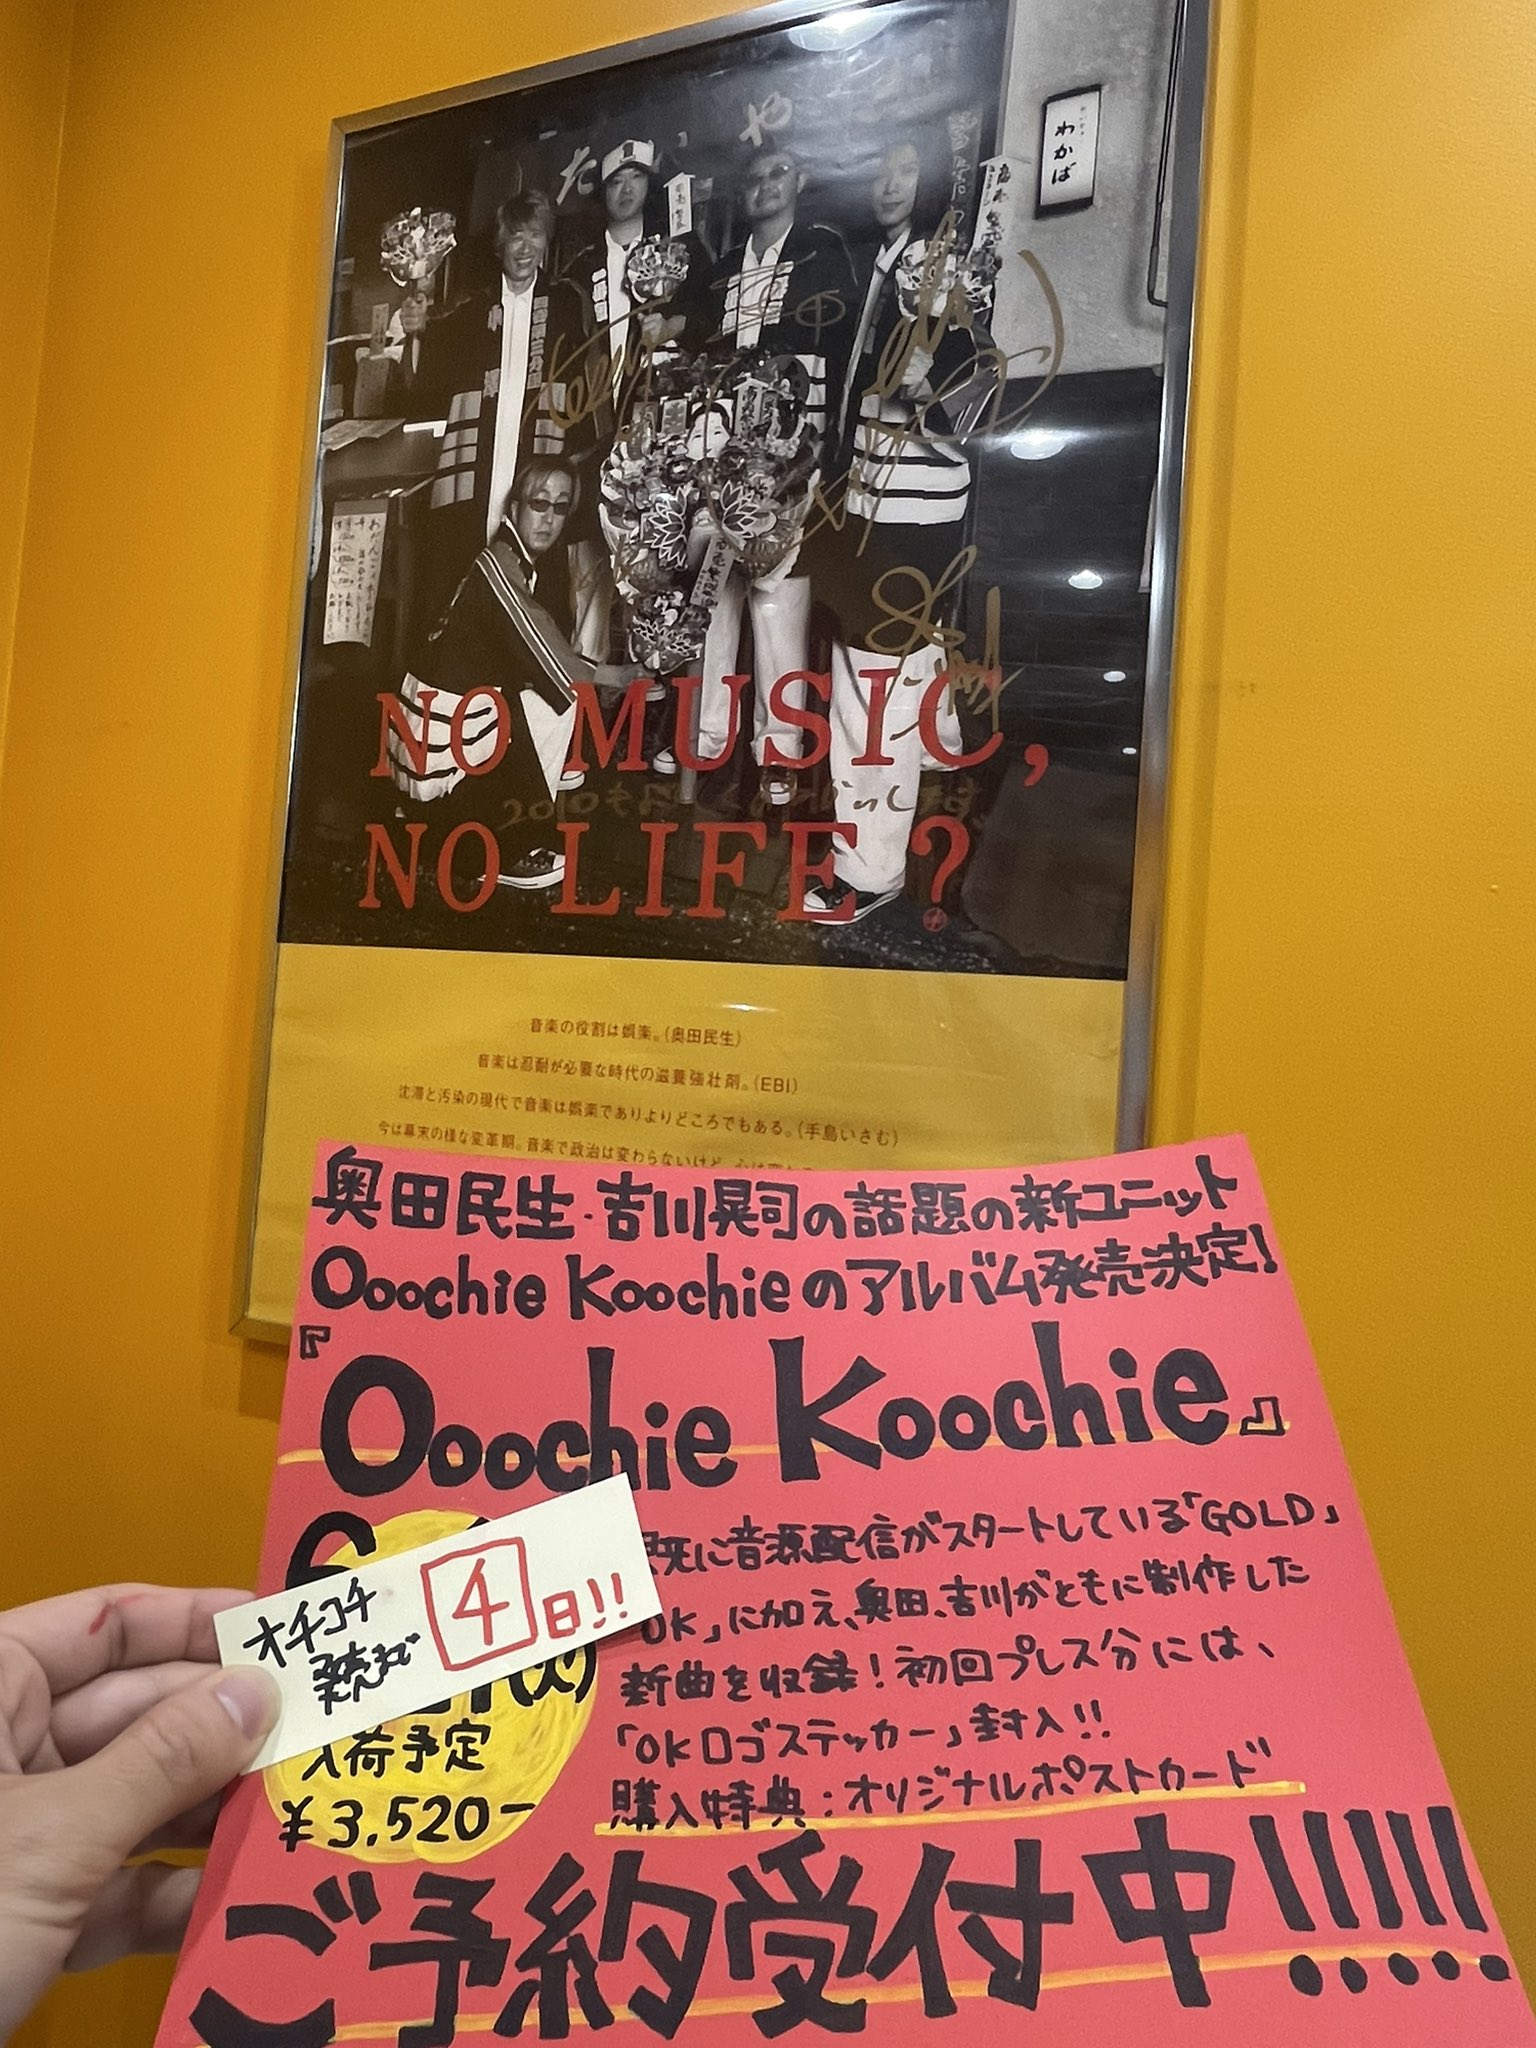 わかば
たいや
NO MUSIC,
2010もよろしくおねがいします
NO LIFE?
音楽の役割は娯楽。(奥田民生)
音楽は忍耐が必要な時代の滋養強壮剤。(EBI)
沈滞と汚染の現代で音楽は娯楽でありよりどころでもある。(手島いさむ)
今は幕末の様な変革期。音楽で政治は変わらないけど、心は変
奥田民生・吉川晃司の話題の新ユニット
Ooochie Koochieのアルバム発売決定!
『Ooochie Koochie』
オチコチ
発売まで
4日!!
(火)
入荷予定
¥3,520-
既に音源配信がスタートしている「GOLD」
「OK」に加え、奥田、吉川がともに制作した
新曲を収録!初回プレス分には、
「OKロゴステッカー」封入!!
購入特典:オリジナルポストカード
ご予約受付中!!!!!